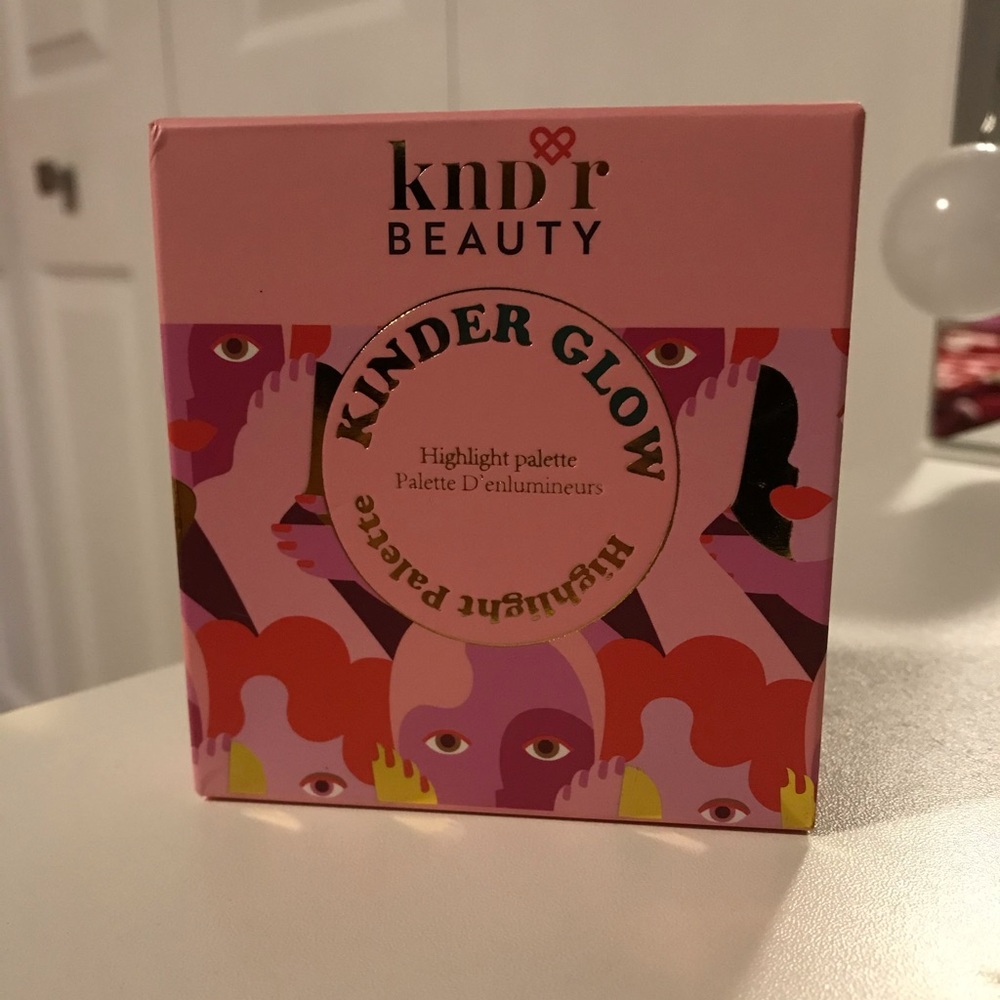 knd♥r
BEAUTY
KINDER GLOW
Highlight palette
Palette D'enlumineurs
Highlight Palette